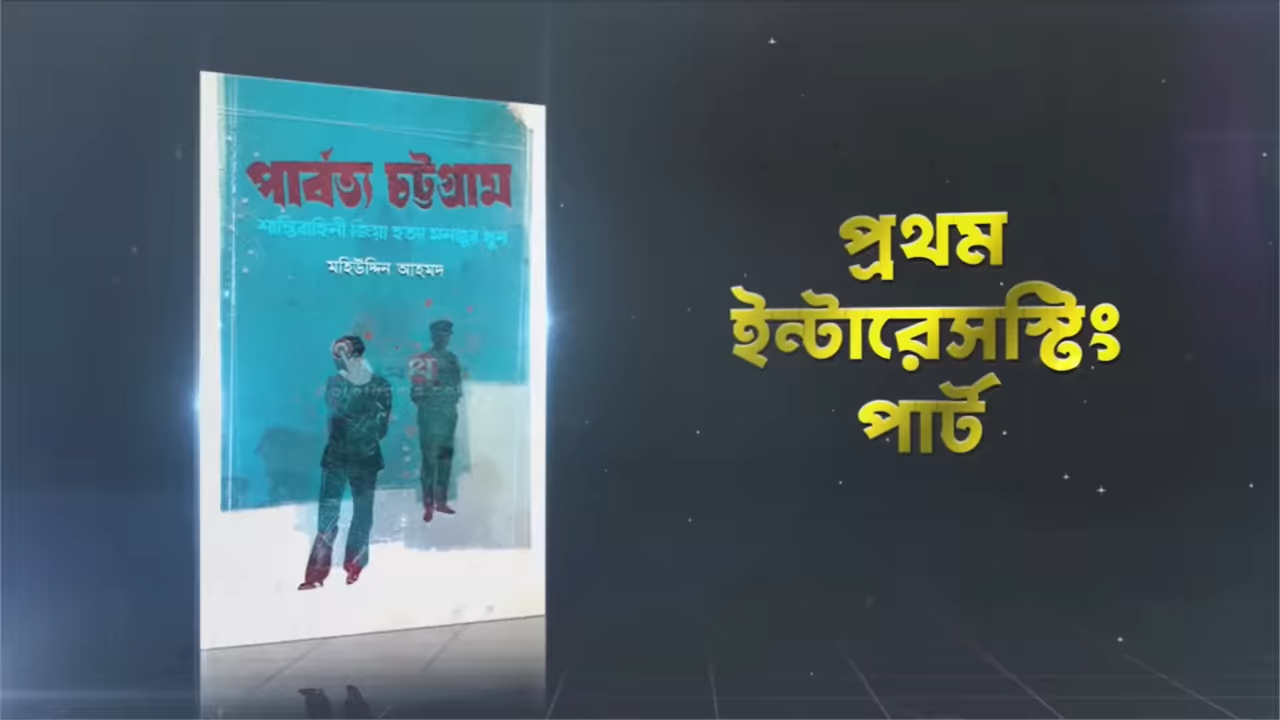 পার্বত্য চট্টগ্রাম
শান্তিবাহিনী জিয়া হত্যা মনজুর খুন
মহিউদ্দিন আহমদ
প্রথম
ইন্টারেসস্টিং
পার্ট